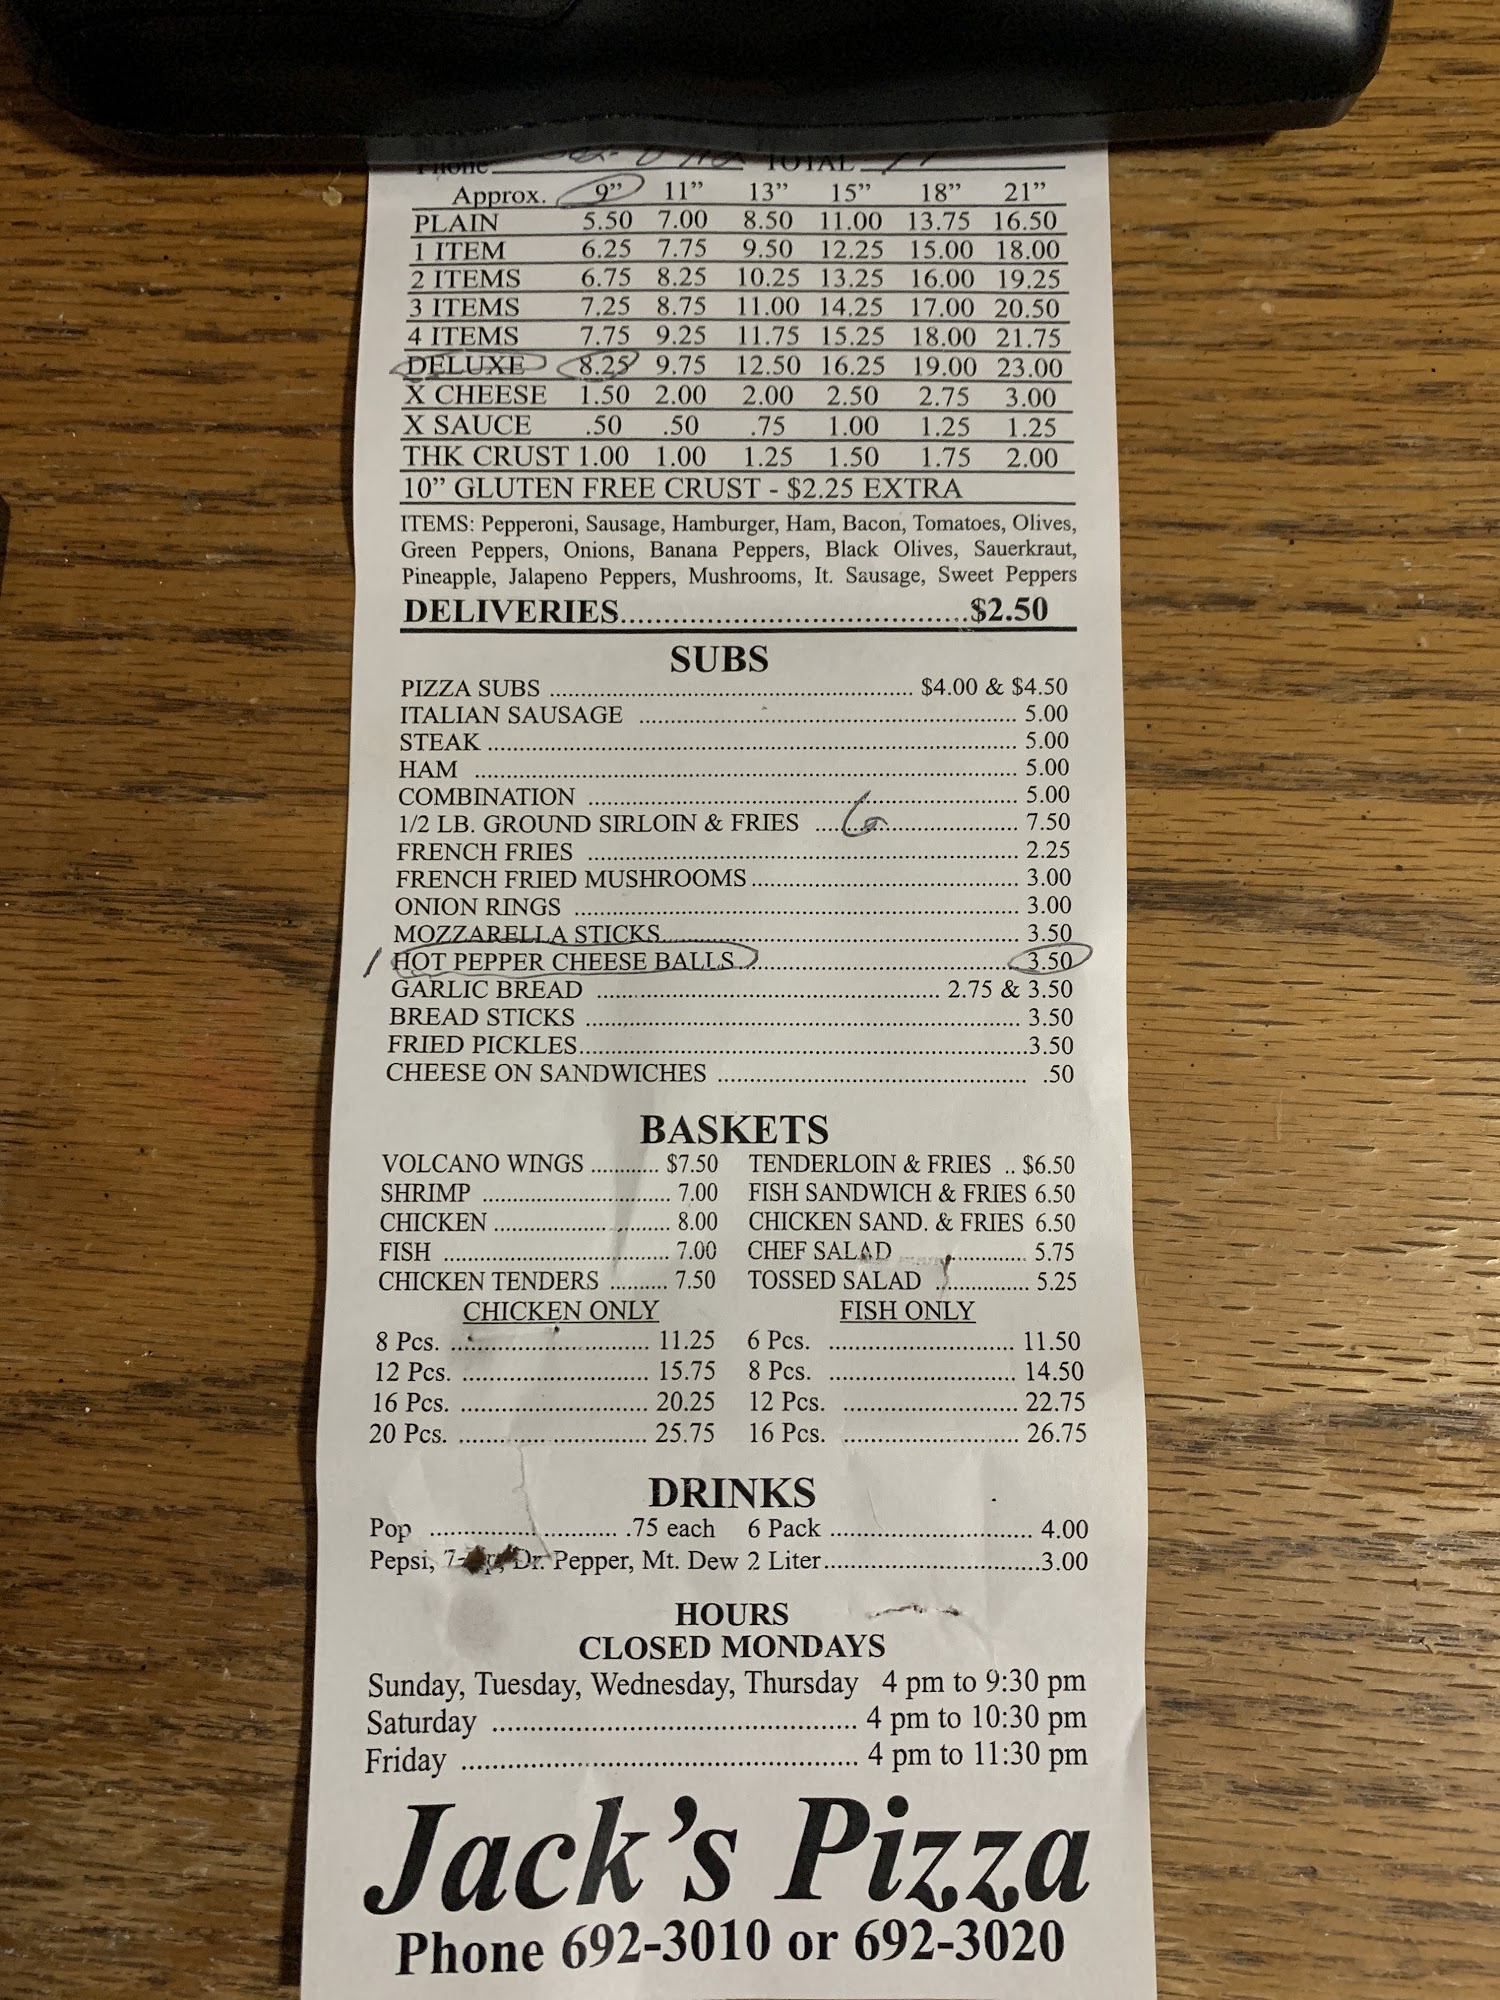 Phone TOTAL
Approx. 9" 11" 13" 15" 18" 21"
PLAIN 5.50 7.00 8.50 11.00 13.75 16.50
1 ITEM 6.25 7.75 9.50 12.25 15.00 18.00
2 ITEMS 6.75 8.25 10.25 13.25 16.00 19.25
3 ITEMS 7.25 8.75 11.00 14.25 17.00 20.50
4 ITEMS 7.75 9.25 11.75 15.25 18.00 21.75
DELUXE 8.25 9.75 12.50 16.25 19.00 23.00
X CHEESE 1.50 2.00 2.00 2.50 2.75 3.00
X SAUCE .50 .50 .75 1.00 1.25 1.25
THK CRUST 1.00 1.00 1.25 1.50 1.75 2.00
10" GLUTEN FREE CRUST - $2.25 EXTRA
ITEMS: Pepperoni, Sausage, Hamburger, Ham, Bacon, Tomatoes, Olives,
Green Peppers, Onions, Banana Peppers, Black Olives, Sauerkraut,
Pineapple, Jalapeno Peppers, Mushrooms, It. Sausage, Sweet Peppers
DELIVERIES....................................$2.50
SUBS
PIZZA SUBS .................... $4.00 & $4.50
ITALIAN SAUSAGE .................... 5.00
STEAK .................... 5.00
HAM .................... 5.00
COMBINATION .................... 5.00
1/2 LB. GROUND SIRLOIN & FRIES .................... 7.50
FRENCH FRIES .................... 2.25
FRENCH FRIED MUSHROOMS .................... 3.00
ONION RINGS .................... 3.00
MOZZARELLA STICKS .................... 3.50
HOT PEPPER CHEESE BALLS .................... 3.50
GARLIC BREAD .................... 2.75 & 3.50
BREAD STICKS .................... 3.50
FRIED PICKLES .................... 3.50
CHEESE ON SANDWICHES .................... .50
BASKETS
VOLCANO WINGS ........... $7.50 TENDERLOIN & FRIES .. $6.50
SHRIMP .................... 7.00 FISH SANDWICH & FRIES 6.50
CHICKEN .................... 8.00 CHICKEN SAND. & FRIES 6.50
FISH .................... 7.00 CHEF SALAD .................... 5.75
CHICKEN TENDERS .......... 7.50 TOSSED SALAD ............... 5.25
CHICKEN ONLY FISH ONLY
8 Pcs. .................... 11.25 6 Pcs. .................... 11.50
12 Pcs. .................... 15.75 8 Pcs. .................... 14.50
16 Pcs. .................... 20.25 12 Pcs. .................... 22.75
20 Pcs. .................... 25.75 16 Pcs. .................... 26.75
DRINKS
Pop .................... .75 each 6 Pack .................... 4.00
Pepsi, Dr. Pepper, Mt. Dew 2 Liter....................3.00
HOURS
CLOSED MONDAYS
Sunday, Tuesday, Wednesday, Thursday 4 pm to 9:30 pm
Saturday .................... 4 pm to 10:30 pm
Friday .................... 4 pm to 11:30 pm
Jack's Pizza
Phone 692-3010 or 692-3020